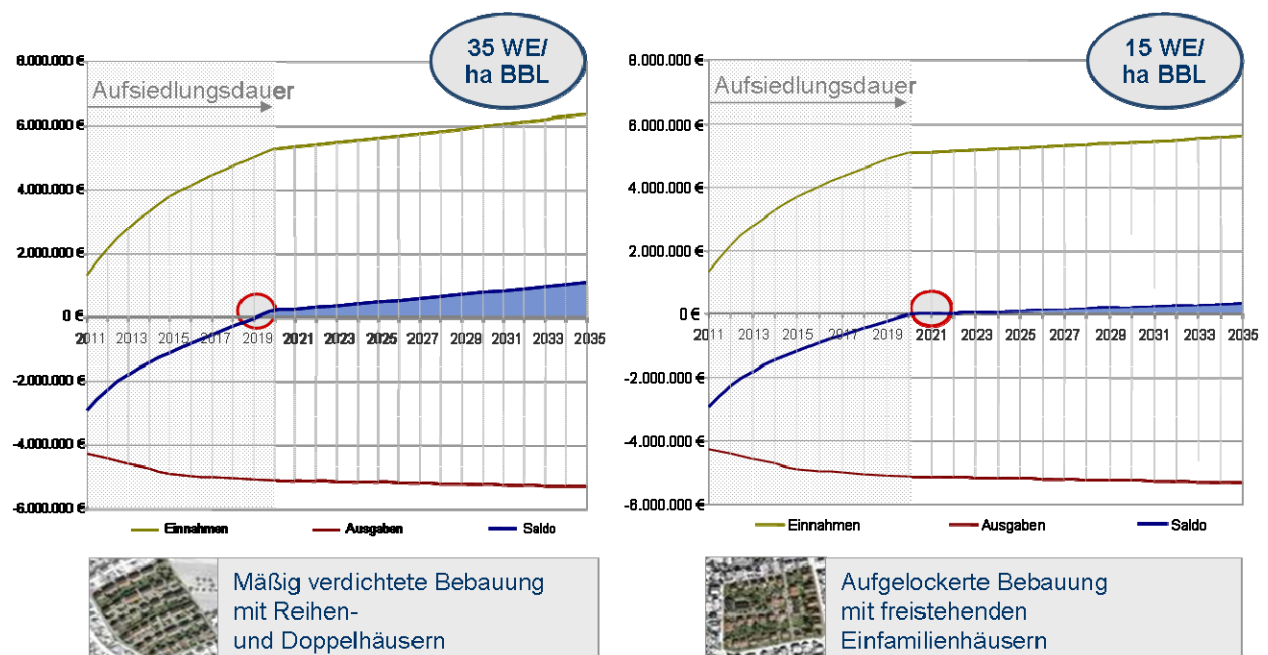 35 WE/
ha BBL
8.000.000 €
Aufsiedlungsdauer
6.000.000 €
4.000.000 €
2.000.000 €
0 €
2011 2013 2015 2017 2019 2021 2023 2025 2027 2029 2031 2033 2035
-2.000.000 €
-4.000.000 €
-6.000.000 €
Einnahmen Ausgaben Saldo
Mäßig verdichtete Bebauung
mit Reihen-
und Doppelhäusern
15 WE/
ha BBL
8.000.000 €
Aufsiedlungsdauer
6.000.000 €
4.000.000 €
2.000.000 €
0 €
2011 2013 2015 2017 2019 2021 2023 2025 2027 2029 2031 2033 2035
-2.000.000 €
-4.000.000 €
-6.000.000 €
Einnahmen Ausgaben Saldo
Aufgelockerte Bebauung
mit freistehenden
Einfamilienhäusern